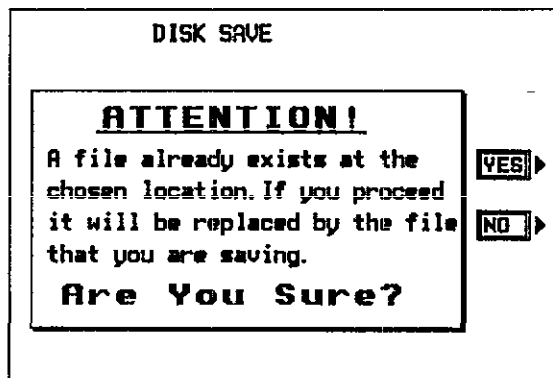 DISK SAVE
ATTENTION!
A file already exists at the
YES
chosen location. If you proceed
it will be replaced by the file
NO
that you are saving.
Are You Sure?